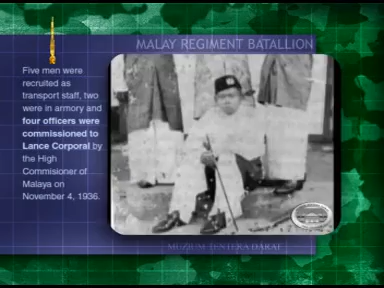 MALAY REGIMENT BATALLION
Five men were
recruited as
transport staff, two
were in armory and
four officers were
commissioned to
Lance Corporal by
the High
Commisioner of
Malaya on
November 4, 1936.
MUZIUM TENTERA DARAT